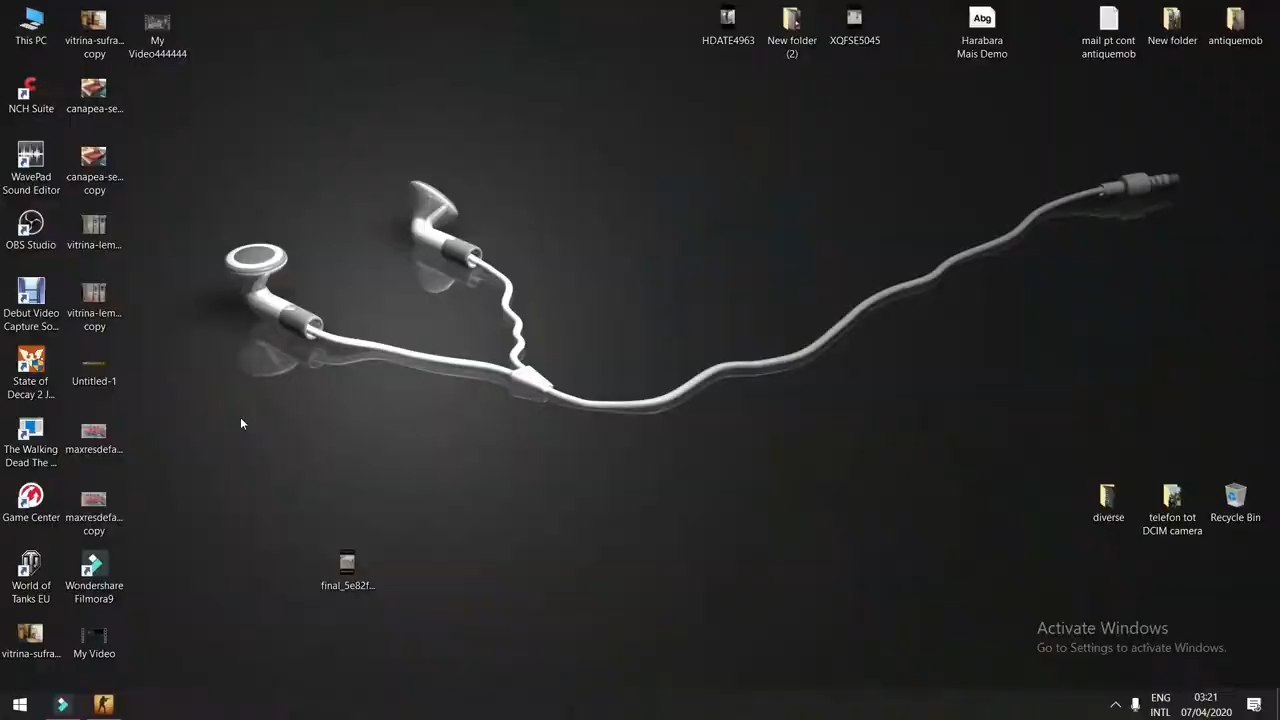 This PC
vitrina-sufra...
copy
My
Video444444
HDATE4963
New folder
(2)
XQFSE5045
Abg
Harabara
Mais Demo
mail pt cont
antiquemob
New folder
antiquemob
NCH Suite
canapea-se...
WavePad
Sound Editor
canapea-se...
copy
OBS Studio
vitrina-lem...
Debut Video
Capture So...
vitrina-lem...
copy
State of
Decay 2 J...
Untitled-1
The Walking
Dead The ...
maxresdefa...
Game Center
maxresdefa...
copy
diverse
telefon tot
DCIM camera
Recycle Bin
World of
Tanks EU
Wondershare
Filmora9
final_5e82f...
vitrina-sufra...
My Video
Activate Windows
Go to Settings to activate Windows.
ENG
INTL
03:21
07/04/2020